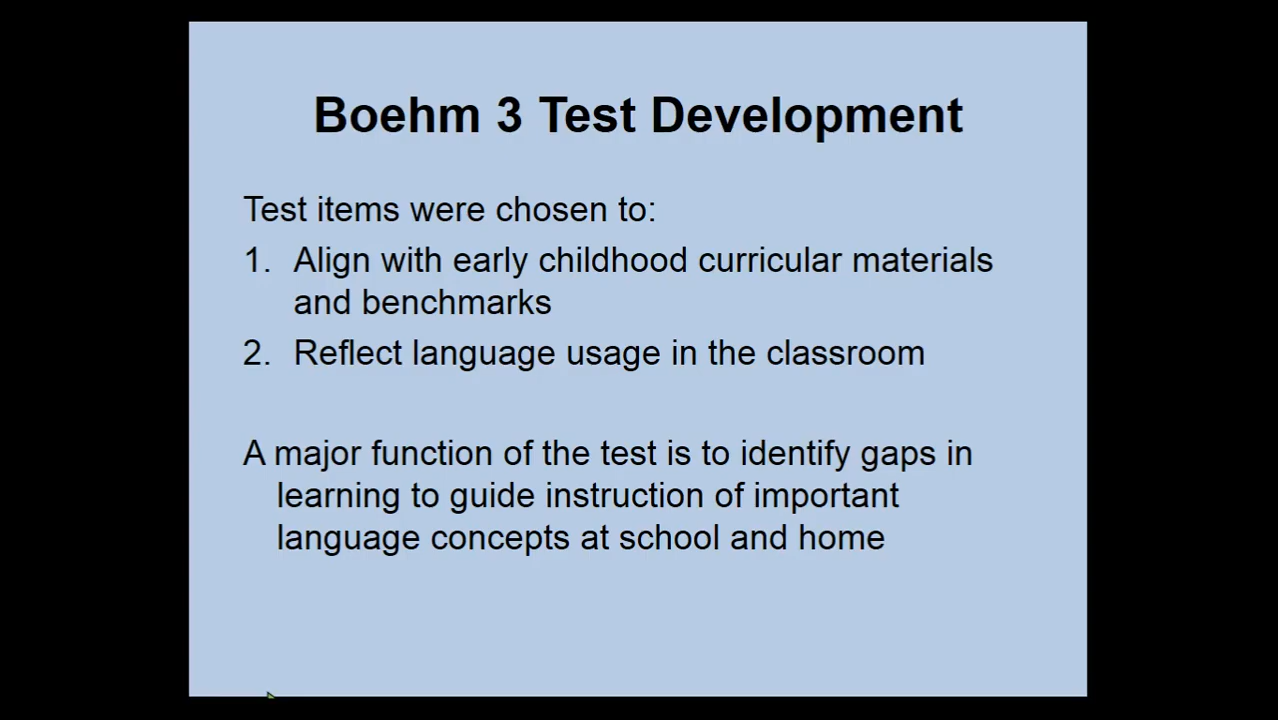 Boehm 3 Test Development
Test items were chosen to:
1. Align with early childhood curricular materials
and benchmarks
2. Reflect language usage in the classroom
A major function of the test is to identify gaps in
learning to guide instruction of important
language concepts at school and home